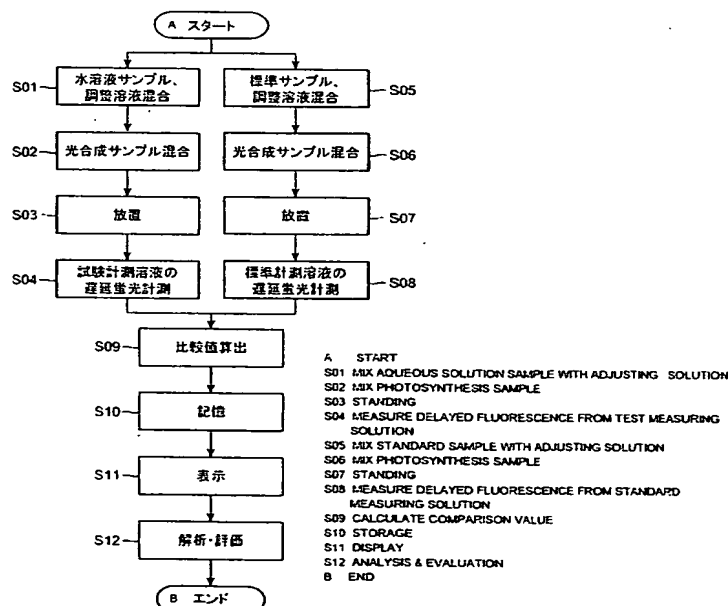 A スタート
S01
水溶液サンプル、
調整溶液混合
標準サンプル、
調整溶液混合
S05
S02
光合成サンプル混合
光合成サンプル混合
S06
S03
放置
放置
S07
S04
試験計測溶液の
遅延蛍光計測
標準計測溶液の
遅延蛍光計測
S08
S09
比較値算出
S10
記憶
S11
表示
S12
解析・評価
B エンド
A START
S01 MIX AQUEOUS SOLUTION SAMPLE WITH ADJUSTING SOLUTION
S02 MIX PHOTOSYNTHESIS SAMPLE
S03 STANDING
S04 MEASURE DELAYED FLUORESCENCE FROM TEST MEASURING
SOLUTION
S05 MIX STANDARD SAMPLE WITH ADJUSTING SOLUTION
S06 MIX PHOTOSYNTHESIS SAMPLE
S07 STANDING
S08 MEASURE DELAYED FLUORESCENCE FROM STANDARD
MEASURING SOLUTION
S09 CALCULATE COMPARISON VALUE
S10 STORAGE
S11 DISPLAY
S12 ANALYSIS & EVALUATION
B END